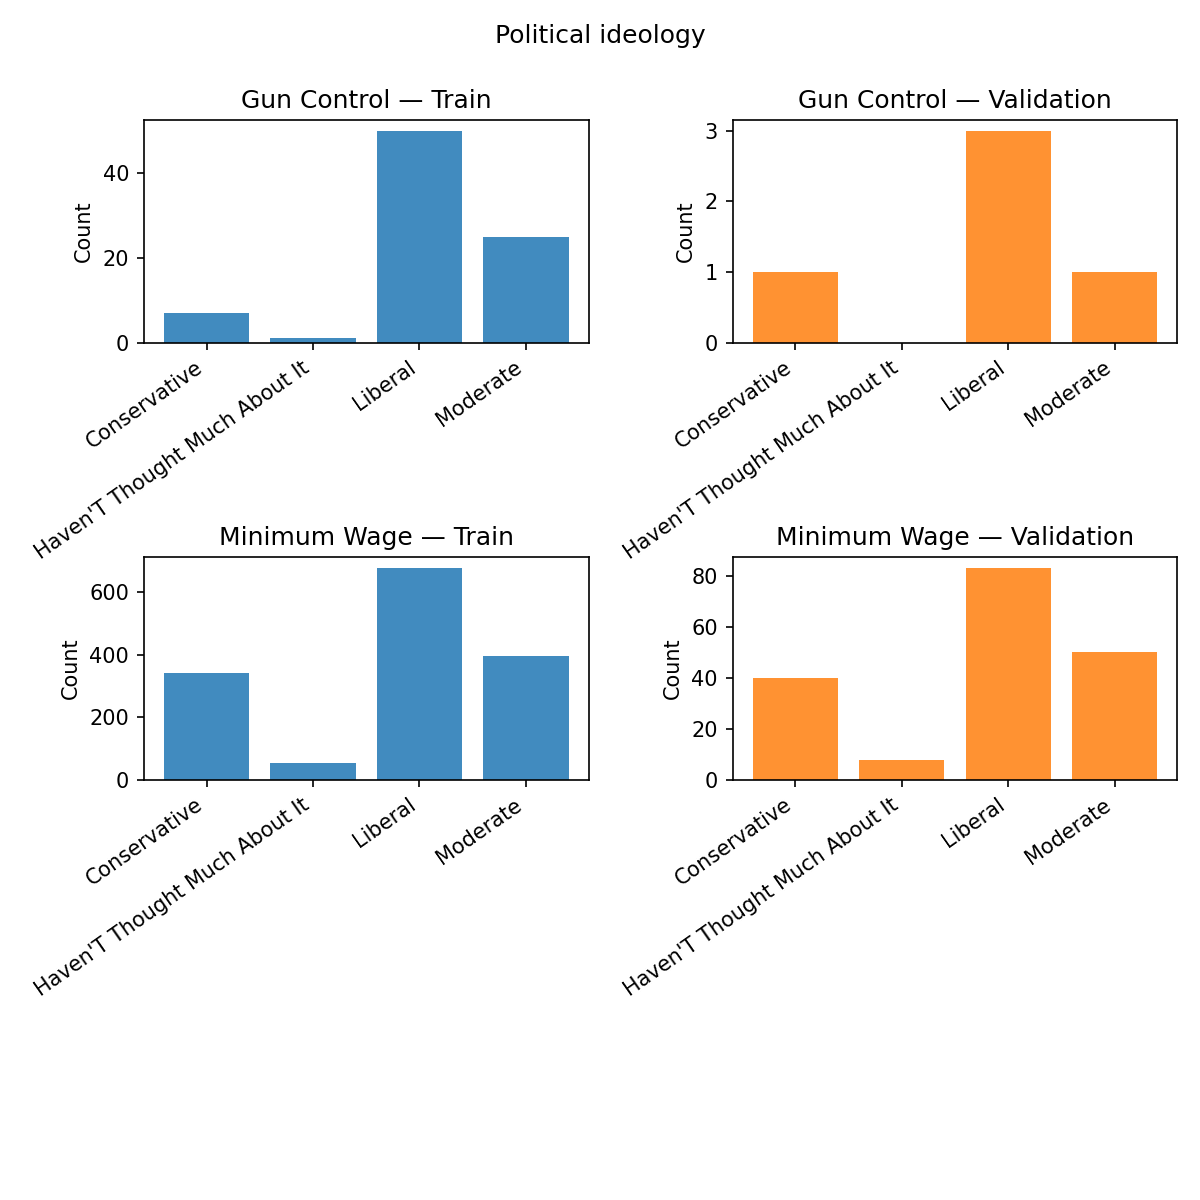 Political ideology
Gun Control — Train
Count
40
20
0
Conservative
Haven'T Thought Much About It
Liberal
Moderate
Gun Control — Validation
Count
3
2
1
0
Conservative
Haven'T Thought Much About It
Liberal
Moderate
Minimum Wage — Train
Count
600
400
200
0
Conservative
Haven'T Thought Much About It
Liberal
Moderate
Minimum Wage — Validation
Count
80
60
40
20
0
Conservative
Haven'T Thought Much About It
Liberal
Moderate